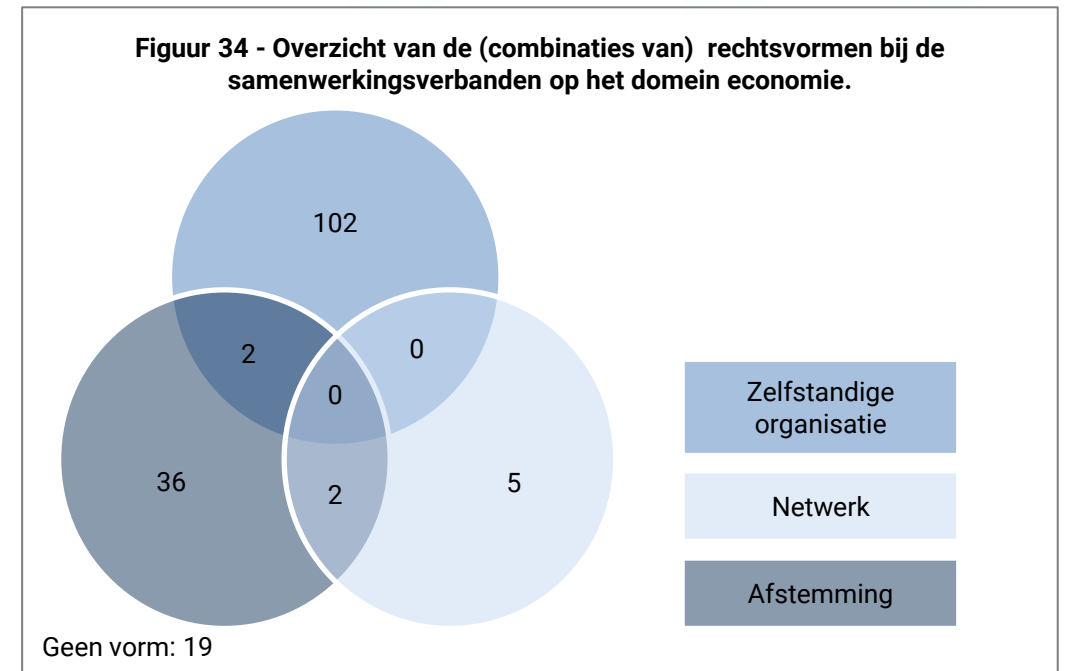 Figuur 34 - Overzicht van de (combinaties van) rechtsvormen bij de
samenwerkingsverbanden op het domein economie.
102
2
0
0
36
2
5
Zelfstandige
organisatie
Netwerk
Afstemming
Geen vorm: 19